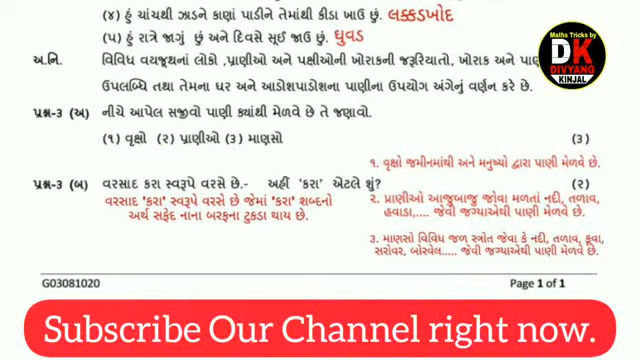 (૪) હું ચાંચથી ઝાડને કાણાં પાડીને તેમાંથી કીડા ખાઉ છું. લક્કડખોદ
(૫) હું રાત્રે જાગું છું અને દિવસે સૂઈ જાઉં છું. ઘુવડ
અ.નિ. વિવિધ વયજૂથનાં લોકો ,પ્રાણીઓ અને પક્ષીઓની ખોરાકની જરૂરિયાતો, ખોરાક અને પાણી
ઉપલબ્ધિ તથા તેમના ઘર અને આડોશપાડોશના પાણીના ઉપયોગ અંગેનું વર્ણન કરે છે.
Maths Tricks by
DK
DIVYANG
KINJAL
પ્રશ્ન-3 (અ) નીચે આપેલ સજીવો પાણી ક્યાંથી મેળવે છે તે જણાવો.
(૧) વૃક્ષો (૨) પ્રાણીઓ (૩) માણસો (3)
૧. વૃક્ષો જમીનમાંથી અને મનુષ્યો દ્વારા પાણી મેળવે છે.
પ્રશ્ન-3 (બ) વરસાદ કરા સ્વરૂપે વરસે છે.- અહીં 'કરા' એટલે શું? (૨)
વરસાદ 'કરા' સ્વરૂપે વરસે છે જેમાં 'કરા' શબ્દનો
અર્થ સફેદ નાના બરફના ટુકડા થાય છે.
૨. પ્રાણીઓ આજુબાજુ જોવા મળતાં નદી, તળાવ,
હવાડા,.... જેવી જગ્યાએથી પાણી મેળવે છે.
3. માણસો વિવિધ જળ સ્ત્રોત જેવા કે નદી, તળાવ, કૂવા,
સરોવર, બોરવેલ..... જેવી જગ્યાએથી પાણી મેળવે છે.
G03081020 Page 1 of 1
Subscribe Our Channel right now.